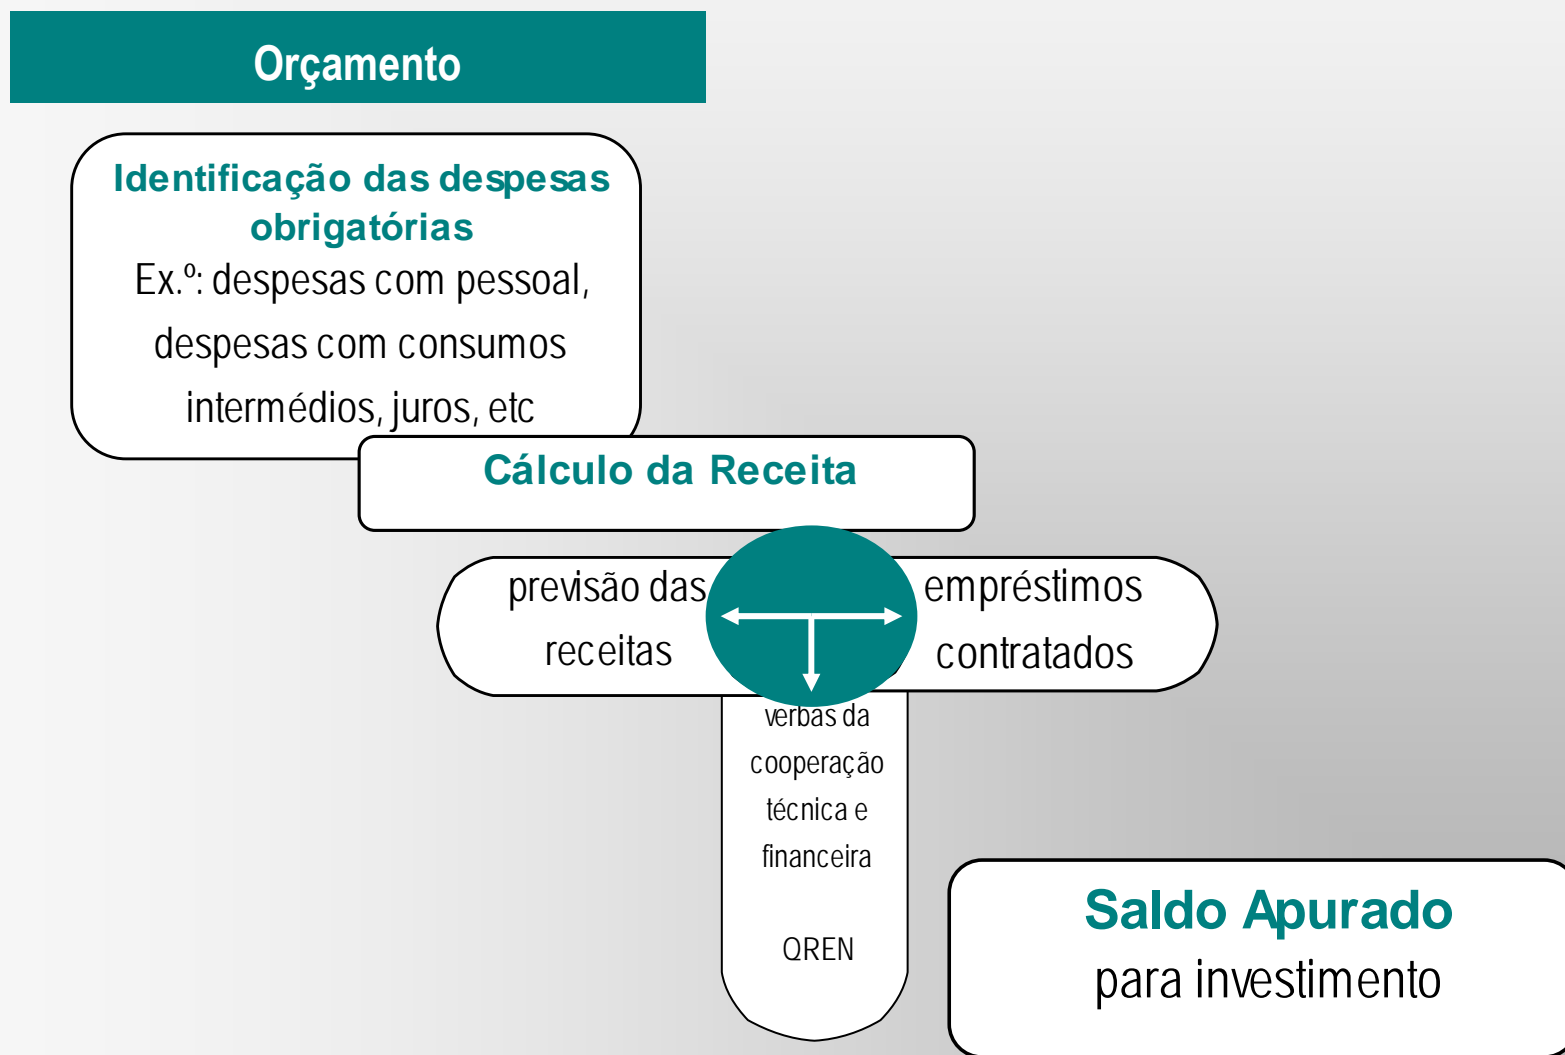 Orçamento
Identificação das despesas
obrigatórias
Ex.º: despesas com pessoal,
despesas com consumos
intermédios, juros, etc
Cálculo da Receita
previsão das
receitas
empréstimos
contratados
verbas da
cooperação
técnica e
financeira
QREN
Saldo Apurado
para investimento